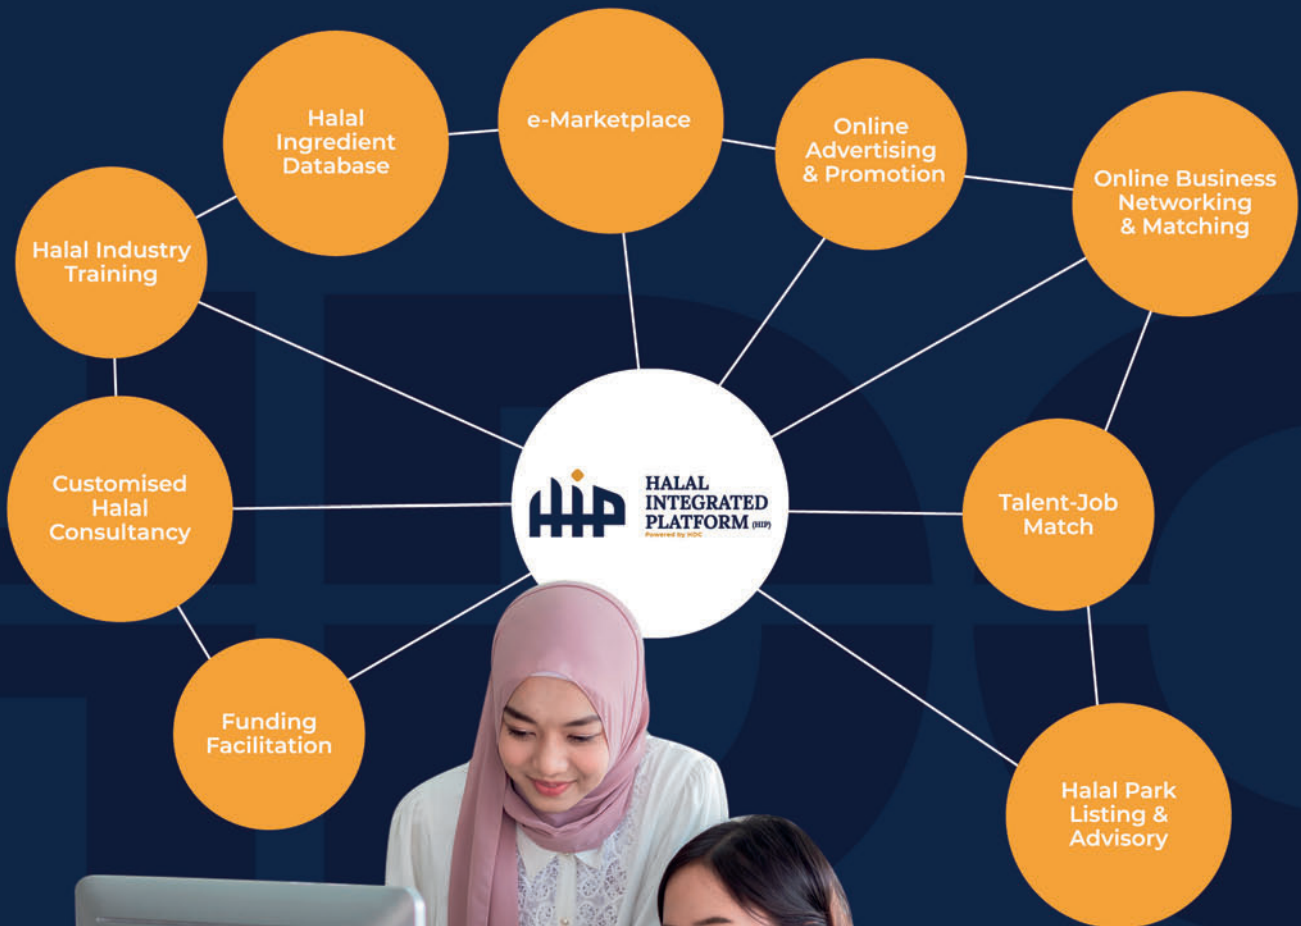 Halal
Ingredient
Database
e-Marketplace
Online
Advertising
& Promotion
Online Business
Networking
& Matching
Halal Industry
Training
HiP
HALAL
INTEGRATED
PLATFORM (HIP)
Powered by HDC
Customised
Halal
Consultancy
Talent-Job
Match
Funding
Facilitation
Halal Park
Listing &
Advisory